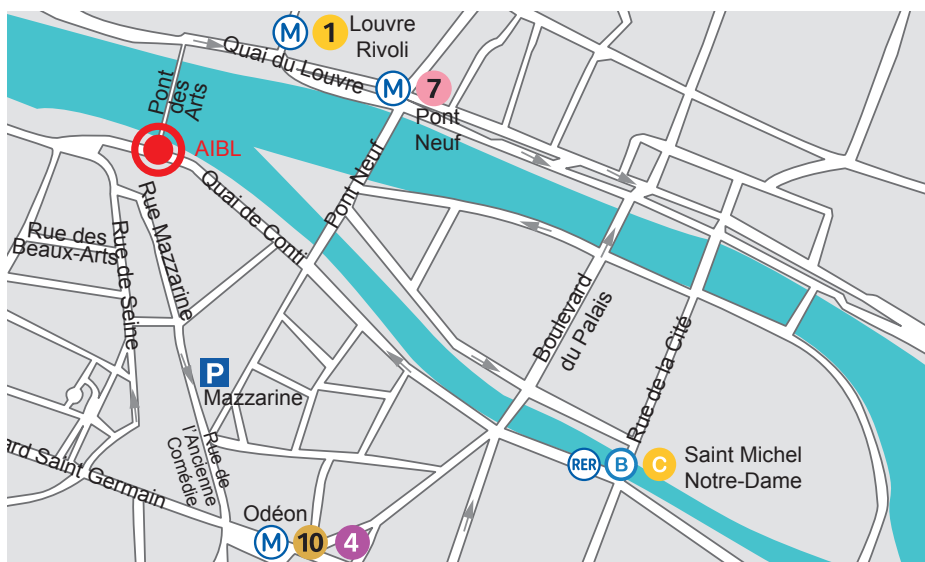 M 1 Louvre
Rivoli
Quai du Louvre
M 7
Pont
Neuf
Pont
des
Arts
AIBL
Pont Neuf
Quai de Conti
Rue Mazzarine
Rue de Seine
Rue des
Beaux-Arts
Boulevard
du Palais
Rue de la Cité
P
Mazzarine
Rue de
l'Ancienne
Comédie
ard Saint Germain
Odéon
M 10 4
RER B C
Saint Michel
Notre-Dame